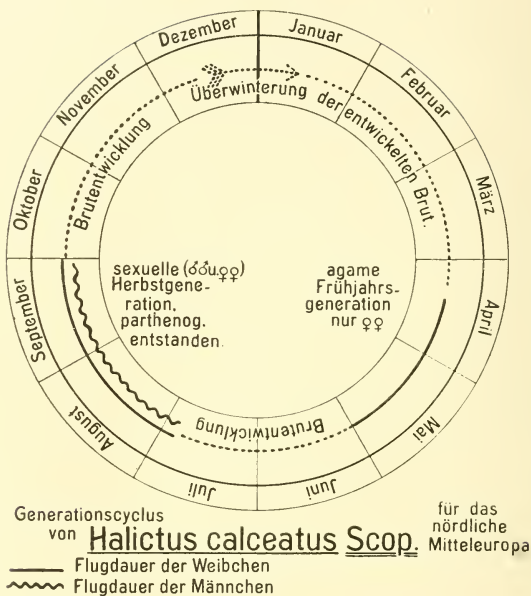 Dezember
Januar
November
Februar
Oktober
März
September
April
August
Mai
Juli
Juni
Überwinterung der entwickelten Brut.
Brutentwicklung
sexuelle (♂♂u.♀♀)
Herbstgene-
ration,
parthenog.
entstanden.
agame
Frühjahrs-
generation
nur ♀♀
Brutentwicklung
Generationscyclus
von Halictus calceatus Scop.
für das
nördliche
Mitteleuropa
Flugdauer der Weibchen
Flugdauer der Männchen